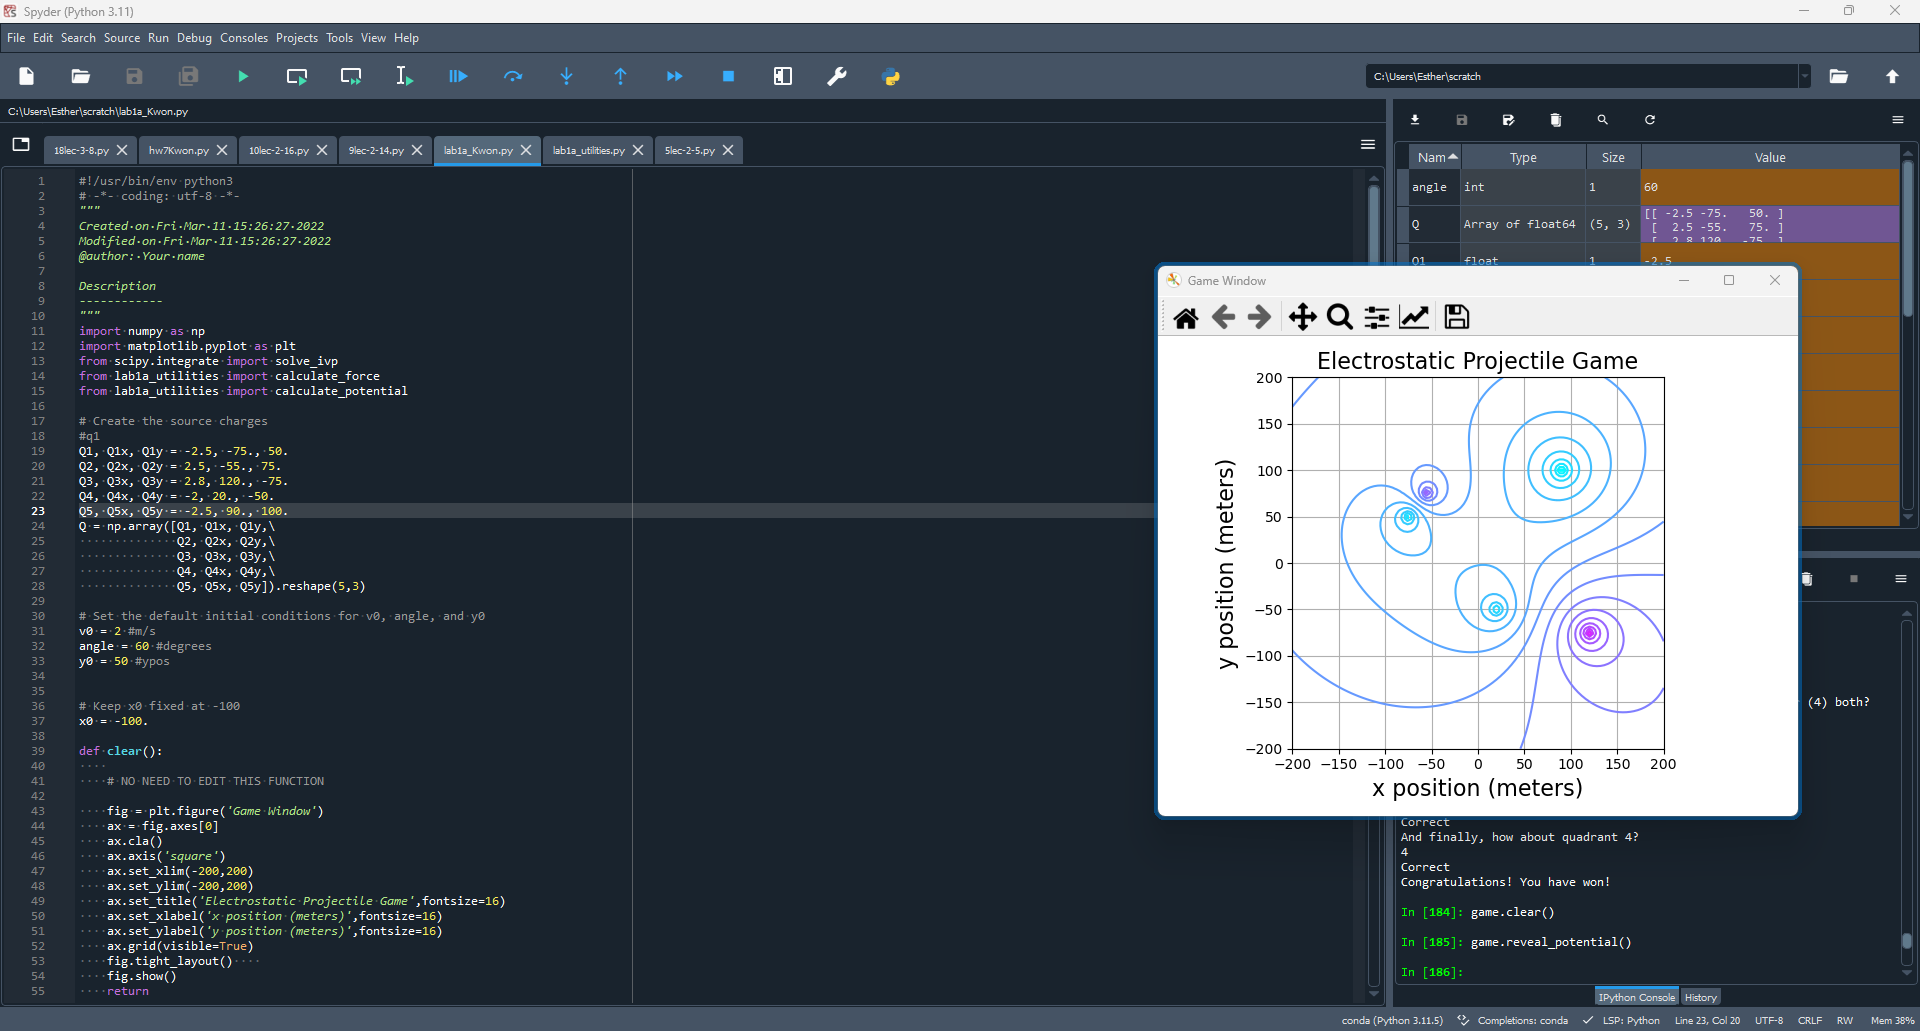 Spyder (Python 3.11)
File Edit Search Source Run Debug Consoles Projects Tools View Help
C:\Users\Esther\scratch
C:\Users\Esther\scratch\lab1a_Kwon.py
18lec-3-8.py hw7Kwon.py 10lec-2-16.py 9lec-2-14.py lab1a_Kwon.py lab1a_utilities.py 5lec-2-5.py
1 #!/usr/bin/env python3
2 # -*- coding: utf-8 -*-
3 """
4 Created on Fri Mar 11 15:26:27 2022
5 Modified on Fri Mar 11 15:26:27 2022
6 @author: Your name
7
8 Description
9 ------------
10 """
11 import numpy as np
12 import matplotlib.pyplot as plt
13 from scipy.integrate import solve_ivp
14 from lab1a_utilities import calculate_force
15 from lab1a_utilities import calculate_potential
16
17 # Create the source charges
18 #q1
19 Q1, Q1x, Q1y = -2.5, -75., 50.
20 Q2, Q2x, Q2y = 2.5, -55., 75.
21 Q3, Q3x, Q3y = 2.8, 120., -75.
22 Q4, Q4x, Q4y = -2, 20., -50.
23 Q5, Q5x, Q5y = -2.5, 90., 100.
24 Q = np.array([Q1, Q1x, Q1y,\
25 Q2, Q2x, Q2y,\
26 Q3, Q3x, Q3y,\
27 Q4, Q4x, Q4y,\
28 Q5, Q5x, Q5y]).reshape(5,3)
29
30 # Set the default initial conditions for v0, angle, and y0
31 v0 = 2 #m/s
32 angle = 60 #degrees
33 y0 = 50 #ypos
34
35
36 # Keep x0 fixed at -100
37 x0 = -100.
38
39 def clear():
40
41 # NO NEED TO EDIT THIS FUNCTION
42
43 fig = plt.figure('Game Window')
44 ax = fig.axes[0]
45 ax.cla()
46 ax.axis('square')
47 ax.set_xlim(-200,200)
48 ax.set_ylim(-200,200)
49 ax.set_title('Electrostatic Projectile Game',fontsize=16)
50 ax.set_xlabel('x position (meters)',fontsize=16)
51 ax.set_ylabel('y position (meters)',fontsize=16)
52 ax.grid(visible=True)
53 fig.tight_layout()
54 fig.show()
55 return
Nam Type Size Value
angle int 1 60
Q Array of float64 (5, 3) [[ -2.5 -75. 50. ]
[ 2.5 -55. 75. ]
[ 2.8 120. -75. ]
Q1 float 1 -2.5
Game Window
Electrostatic Projectile Game
200
150
100
50
0
−50
−100
−150
−200
y position (meters)
−200 −150 −100 −50 0 50 100 150 200
x position (meters)
(4) both?
Correct
And finally, how about quadrant 4?
4
Correct
Congratulations! You have won!
In [184]: game.clear()
In [185]: game.reveal_potential()
In [186]:
IPython Console History
conda (Python 3.11.5) Completions: conda LSP: Python Line 23, Col 20 UTF-8 CRLF RW Mem 38%